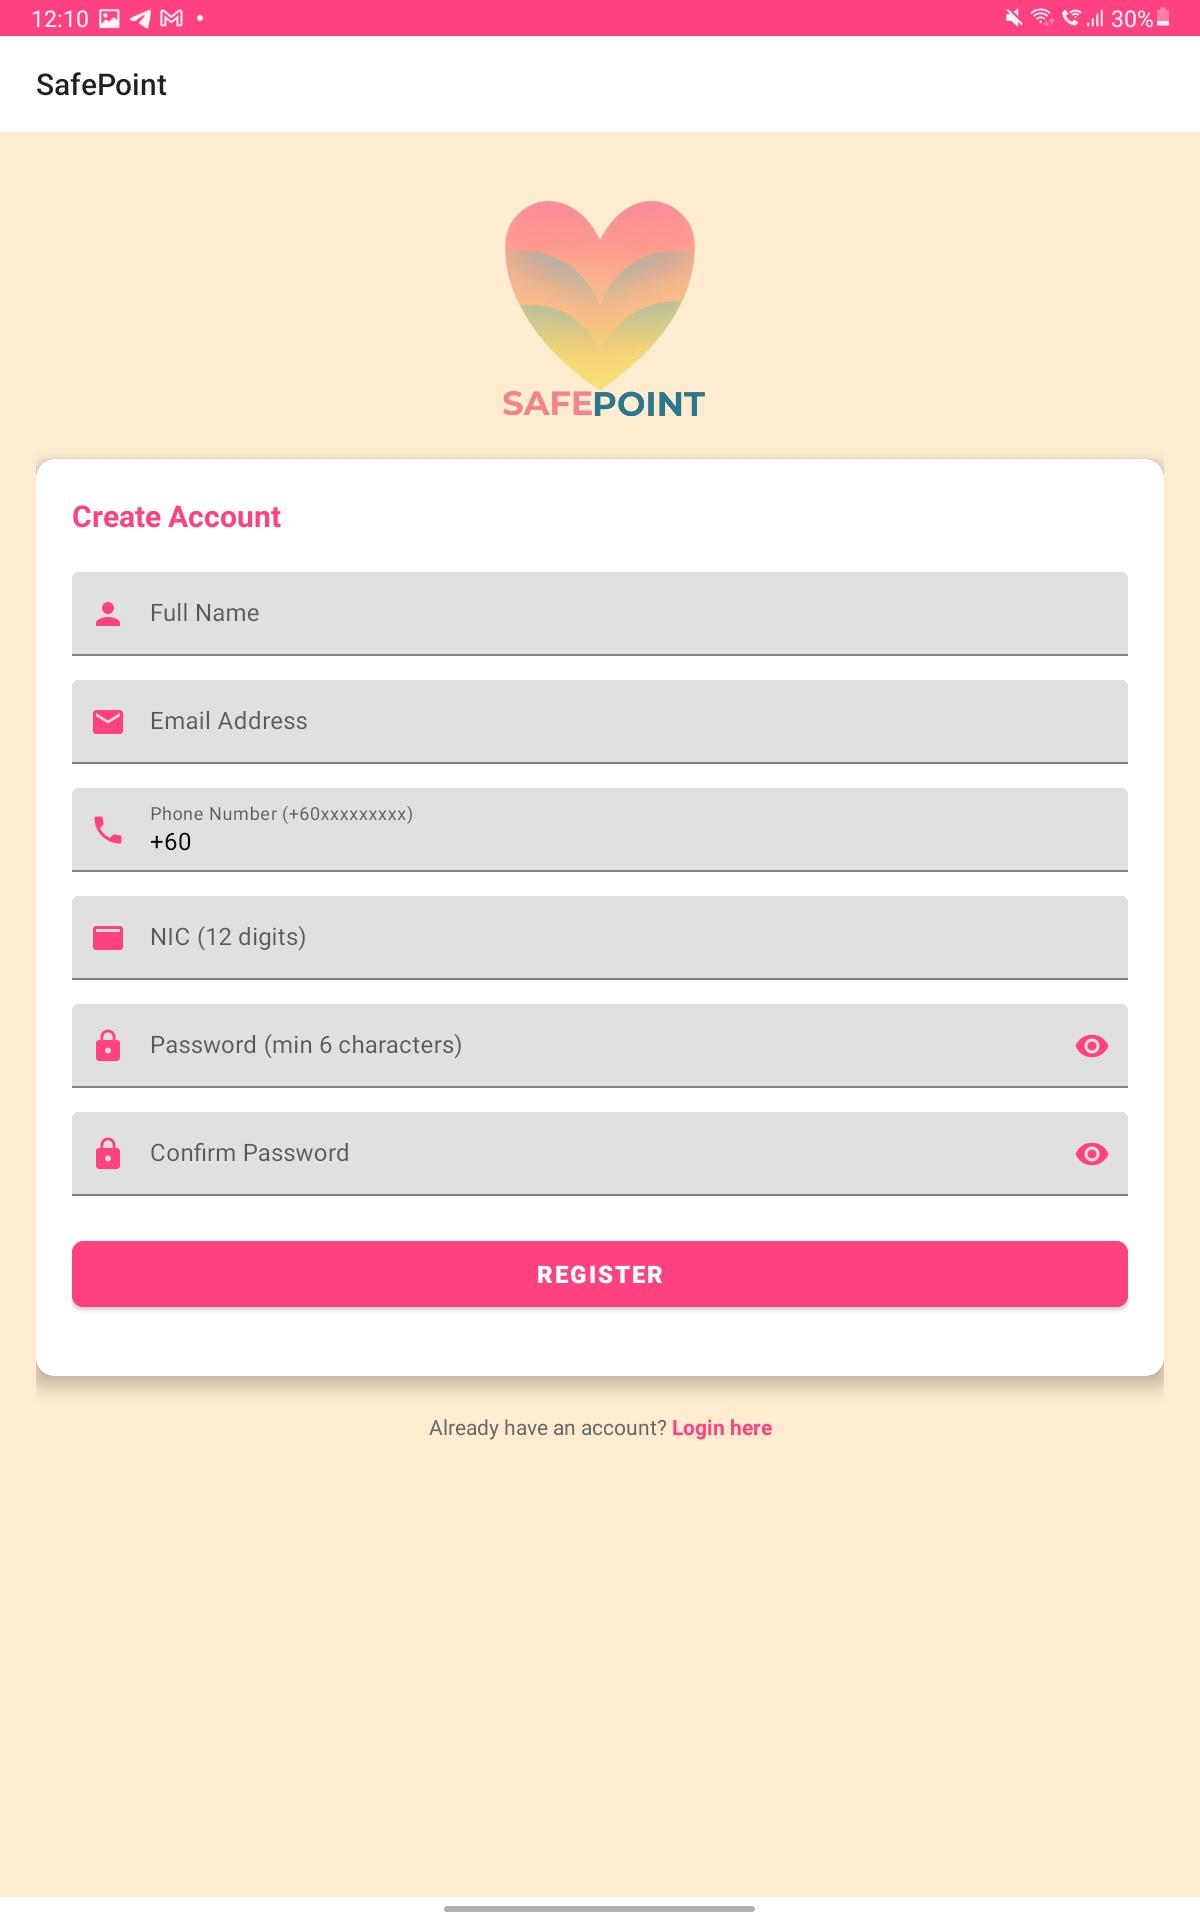 12:10
30%
SafePoint
SAFEPOINT
Create Account
Full Name
Email Address
Phone Number (+60xxxxxxxxx)
+60
NIC (12 digits)
Password (min 6 characters)
Confirm Password
REGISTER
Already have an account? Login here